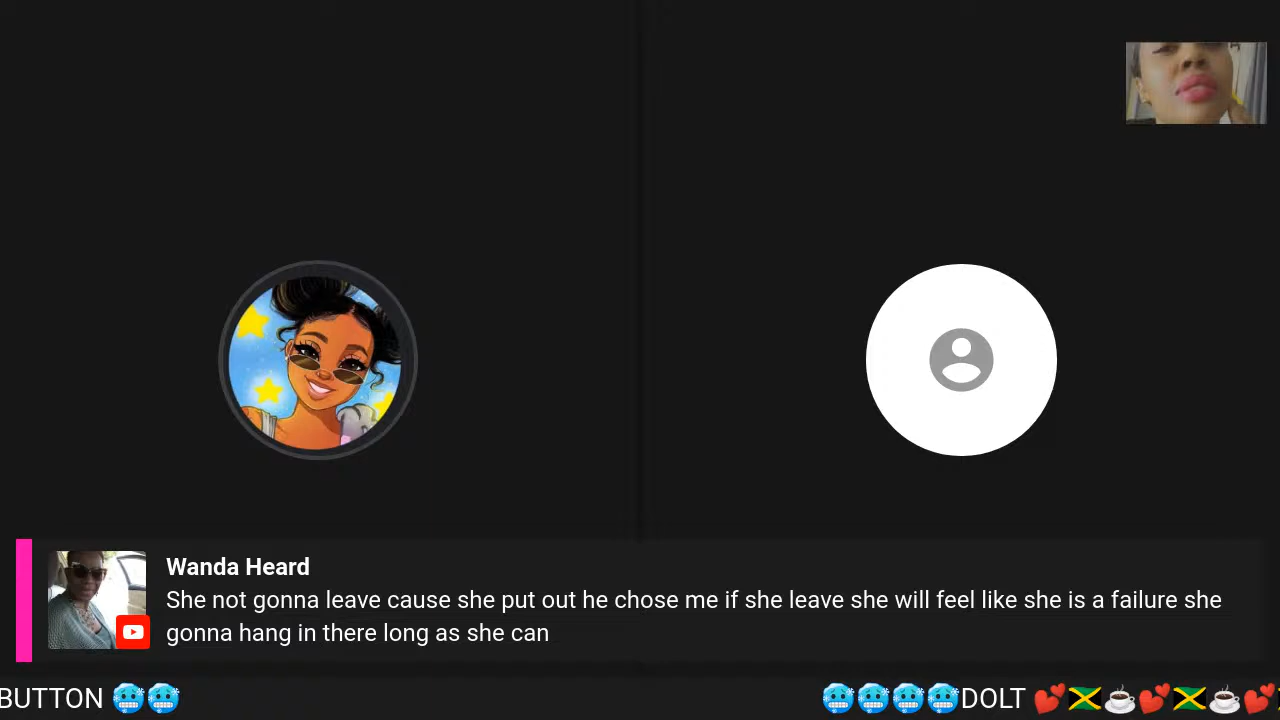 Wanda Heard
She not gonna leave cause she put out he chose me if she leave she will feel like she is a failure she
gonna hang in there long as she can
BUTTON 🥶🥶 🥶🥶🥶🥶DOLT 💕🇯🇲☕💕🇯🇲☕💕